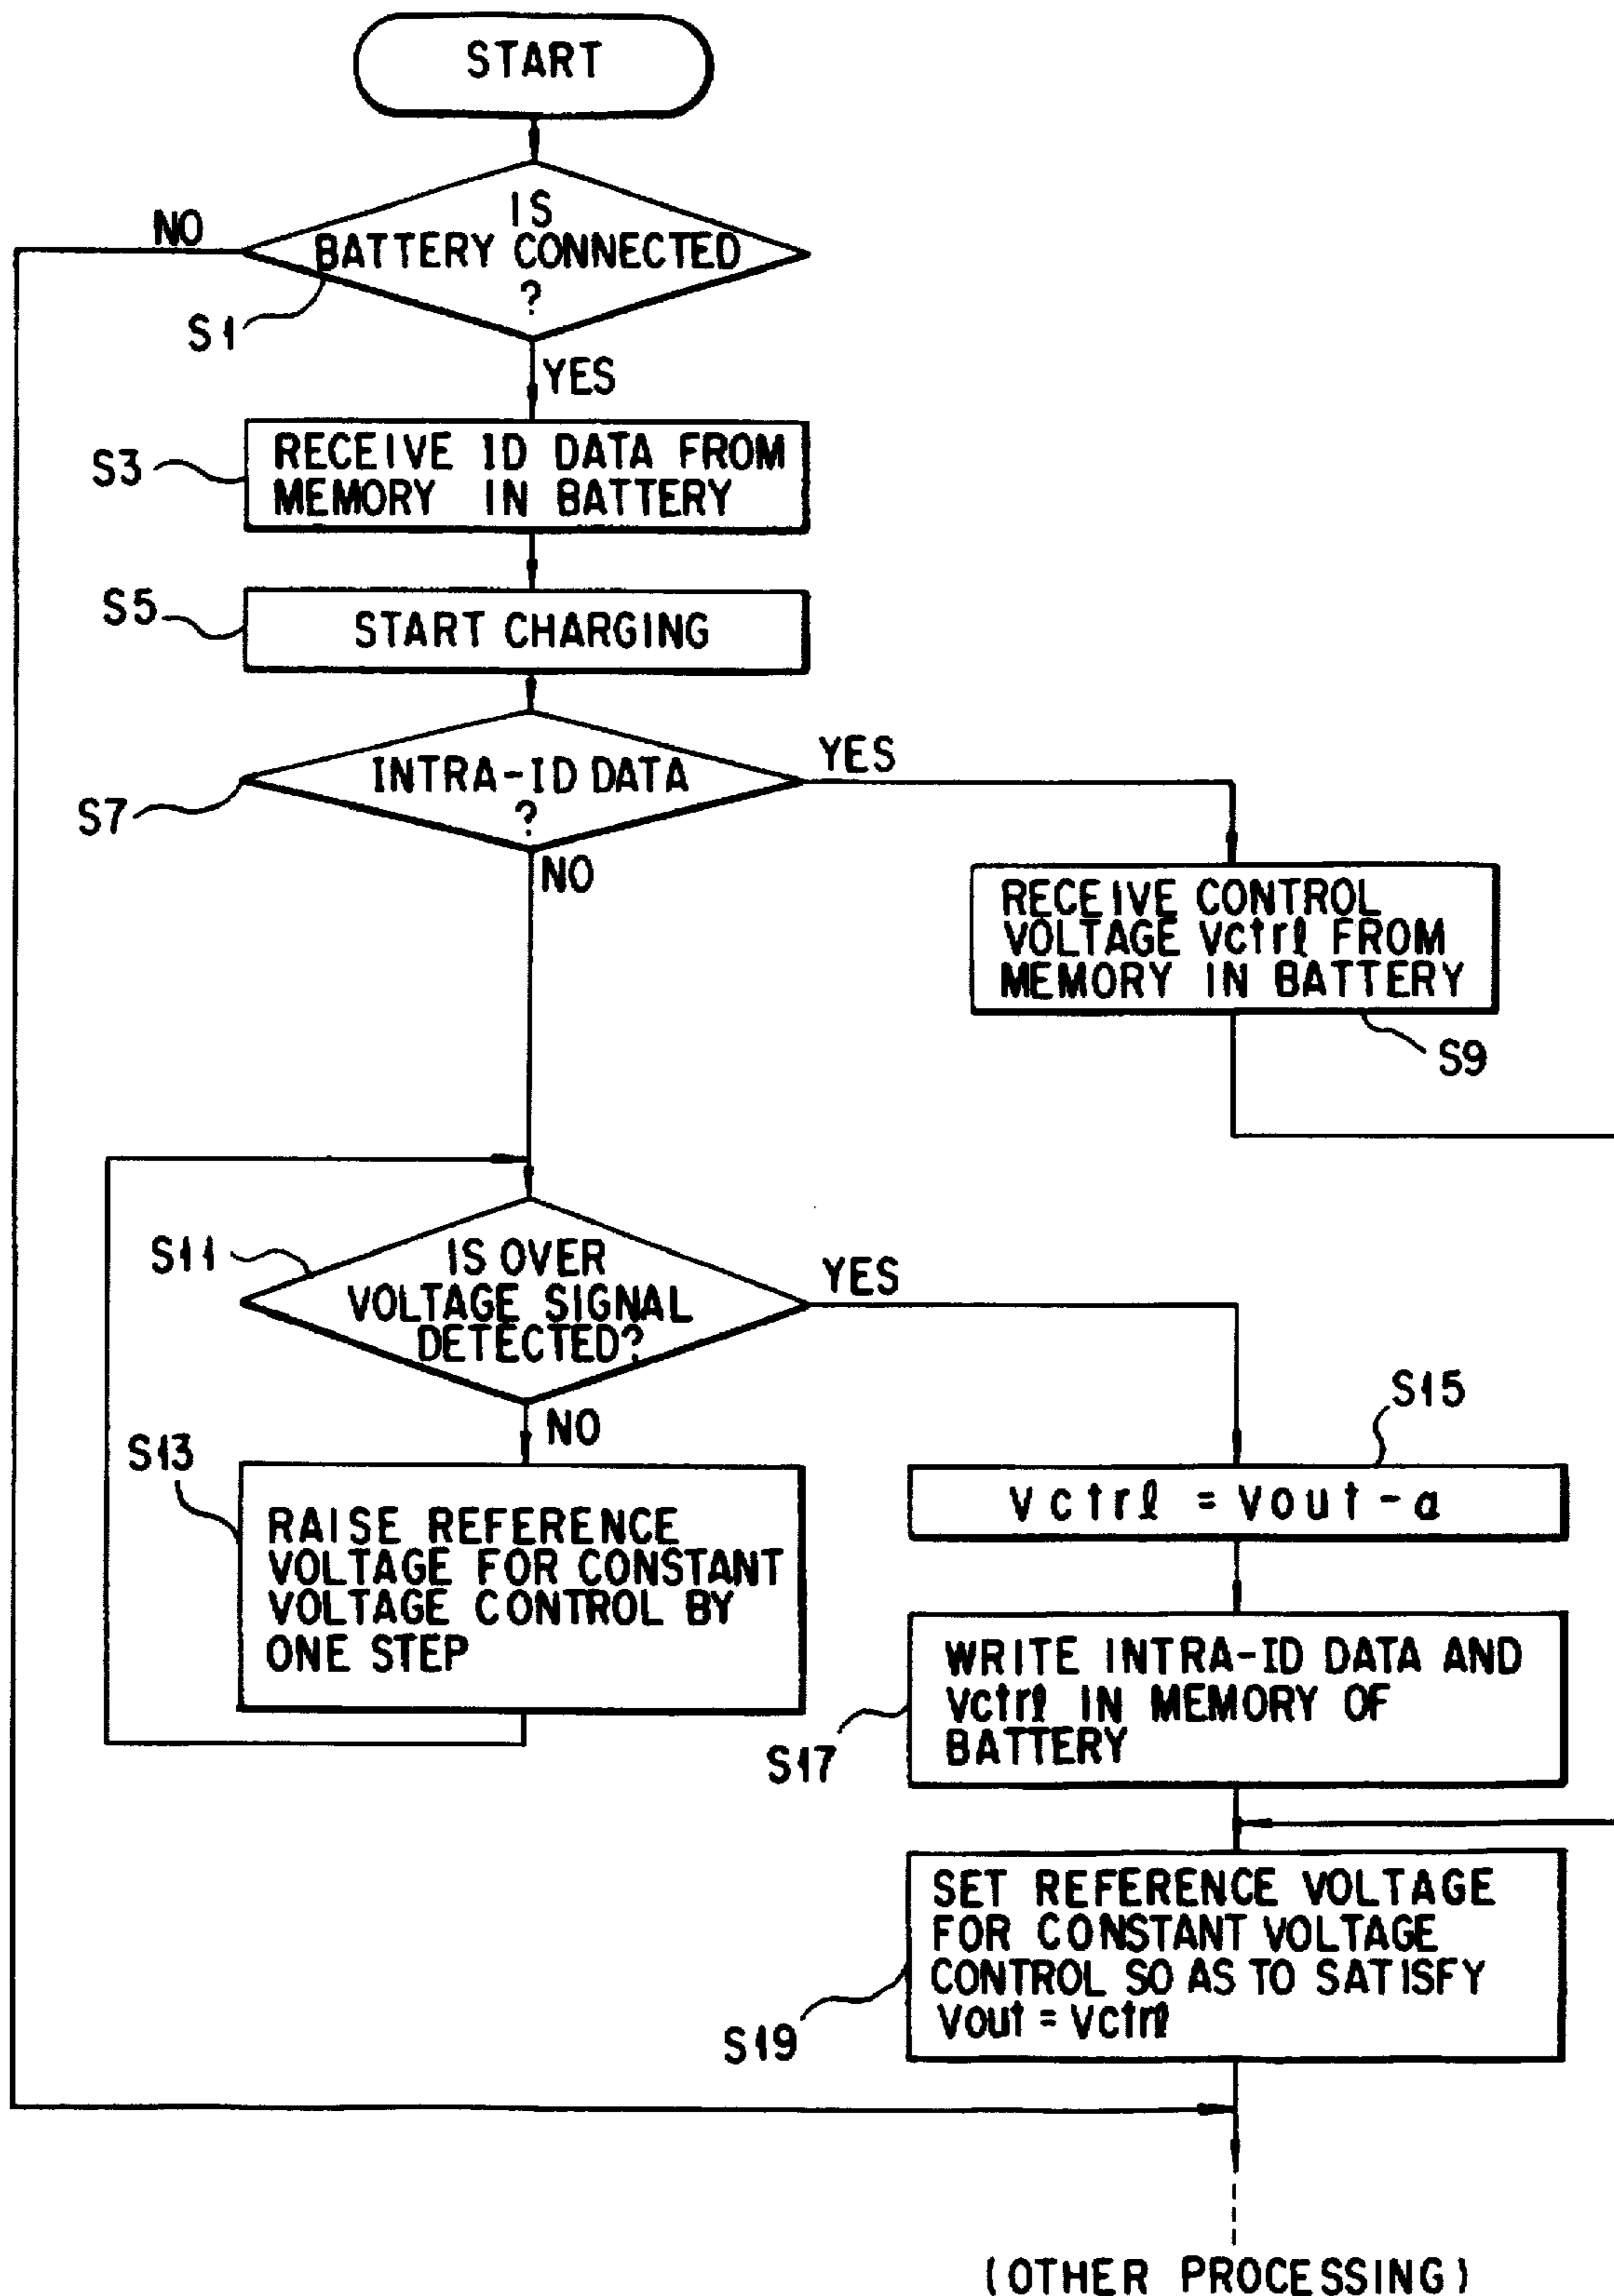 START
IS
BATTERY CONNECTED
?
NO
S1
YES
RECEIVE ID DATA FROM
MEMORY IN BATTERY
S3
START CHARGING
S5
INTRA-ID DATA
?
S7
YES
NO
RECEIVE CONTROL
VOLTAGE Vctrl FROM
MEMORY IN BATTERY
S9
IS OVER
VOLTAGE SIGNAL
DETECTED?
S11
YES
NO
S13
RAISE REFERENCE
VOLTAGE FOR CONSTANT
VOLTAGE CONTROL BY
ONE STEP
S15
Vctrl = Vout - α
WRITE INTRA-ID DATA AND
Vctrl IN MEMORY OF
BATTERY
S17
SET REFERENCE VOLTAGE
FOR CONSTANT VOLTAGE
CONTROL SO AS TO SATISFY
Vout = Vctrl
S19
(OTHER PROCESSING)